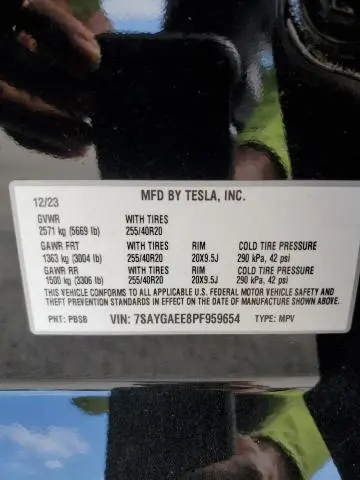 MFD BY TESLA, INC.
12/23
GVWR WITH TIRES
2571 kg (5669 lb) 255/40R20
GAWR FRT WITH TIRES RIM COLD TIRE PRESSURE
1363 kg (3004 lb) 255/40R20 20X9.5J 290 kPa, 42 psi
GAWR RR WITH TIRES RIM COLD TIRE PRESSURE
1500 kg (3306 lb) 255/40R20 20X9.5J 290 kPa, 42 psi
THIS VEHICLE CONFORMS TO ALL APPLICABLE U.S. FEDERAL MOTOR VEHICLE SAFETY AND
THEFT PREVENTION STANDARDS IN EFFECT ON THE DATE OF MANUFACTURE SHOWN ABOVE.
PNT: PBSB VIN: 7SAYGAEE8PF959654 TYPE: MPV